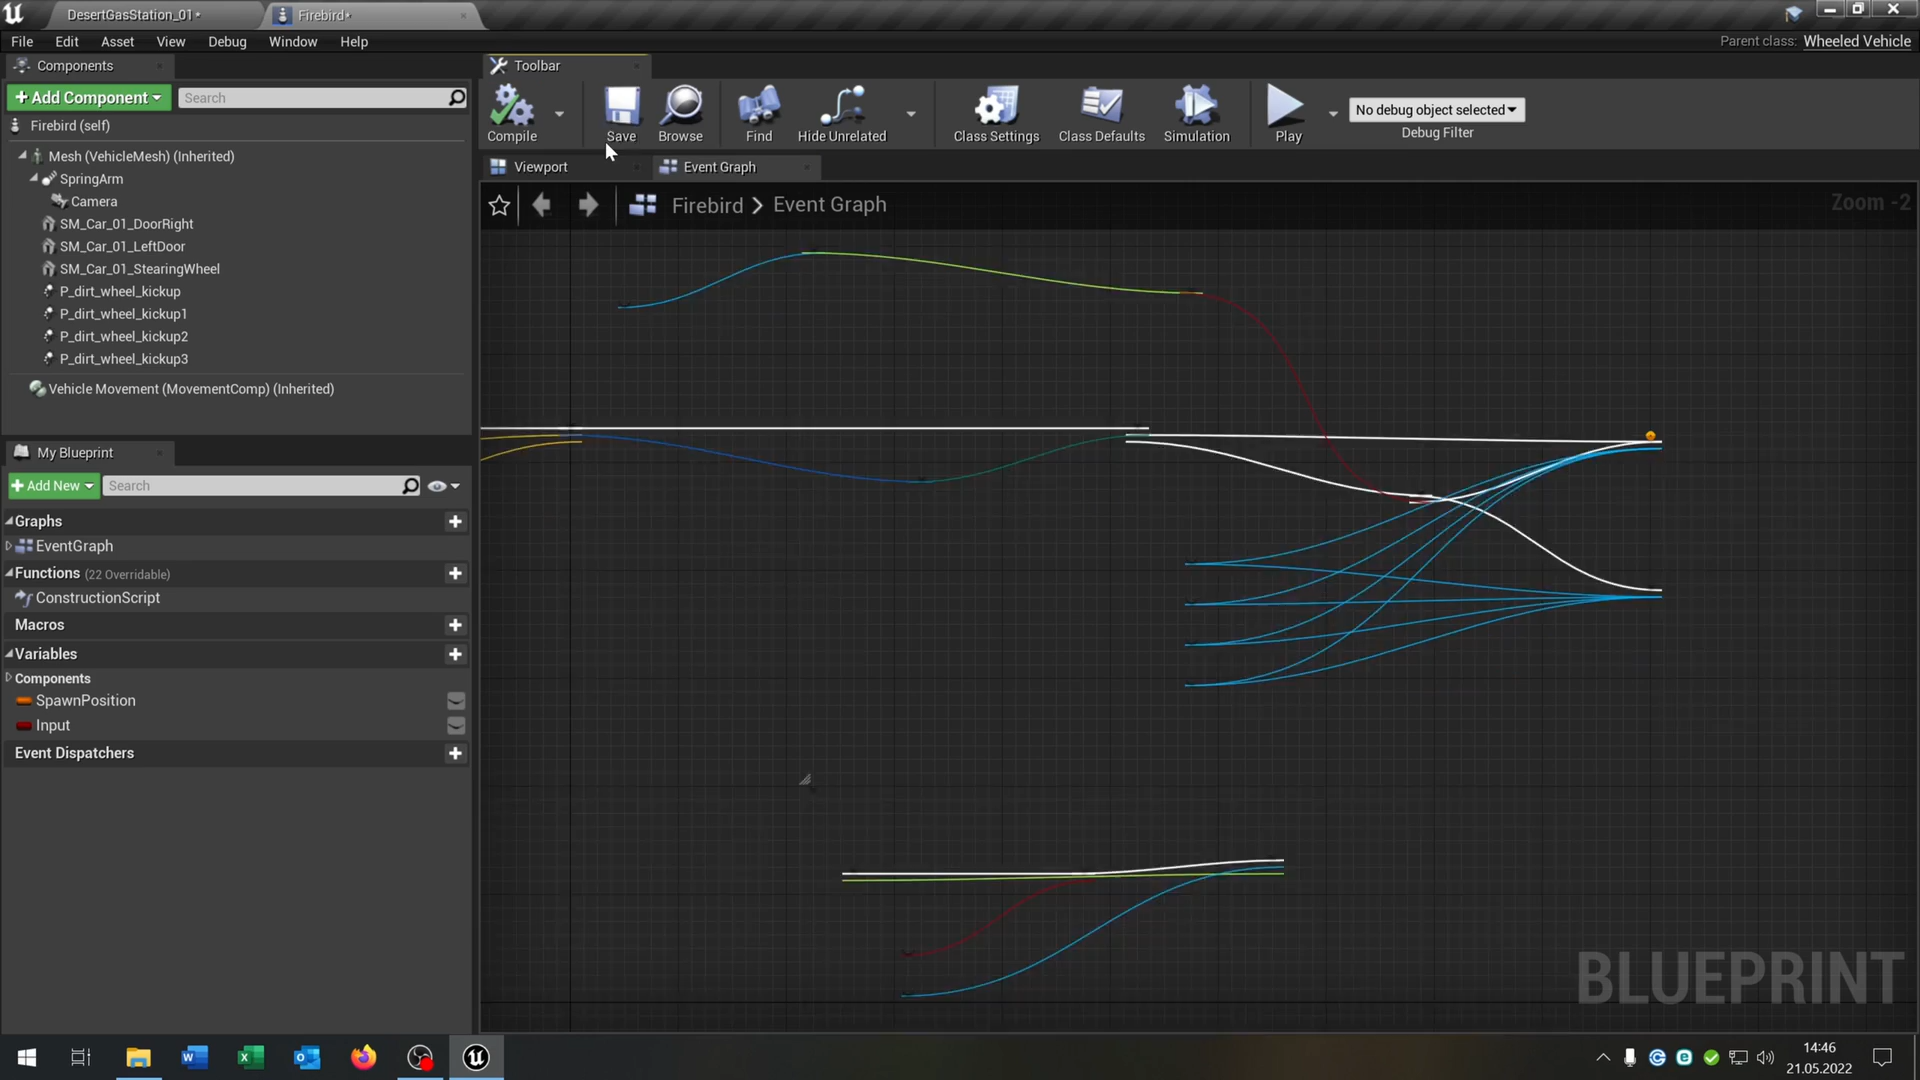 DesertGasStation_01*
Firebird*
File Edit Asset View Debug Window Help
Parent class: Wheeled Vehicle
Components
Toolbar
+ Add Component
Search
Firebird (self)
Mesh (VehicleMesh) (Inherited)
SpringArm
Camera
SM_Car_01_DoorRight
SM_Car_01_LeftDoor
SM_Car_01_StearingWheel
P_dirt_wheel_kickup
P_dirt_wheel_kickup1
P_dirt_wheel_kickup2
P_dirt_wheel_kickup3
Vehicle Movement (MovementComp) (Inherited)
Compile
Save
Browse
Find
Hide Unrelated
Class Settings
Class Defaults
Simulation
Play
No debug object selected
Debug Filter
Viewport
Event Graph
Firebird > Event Graph
Zoom -2
My Blueprint
+ Add New
Search
Graphs
EventGraph
Functions (22 Overridable)
ConstructionScript
Macros
Variables
Components
SpawnPosition
Input
Event Dispatchers
BLUEPRINT
14:46
21.05.2022